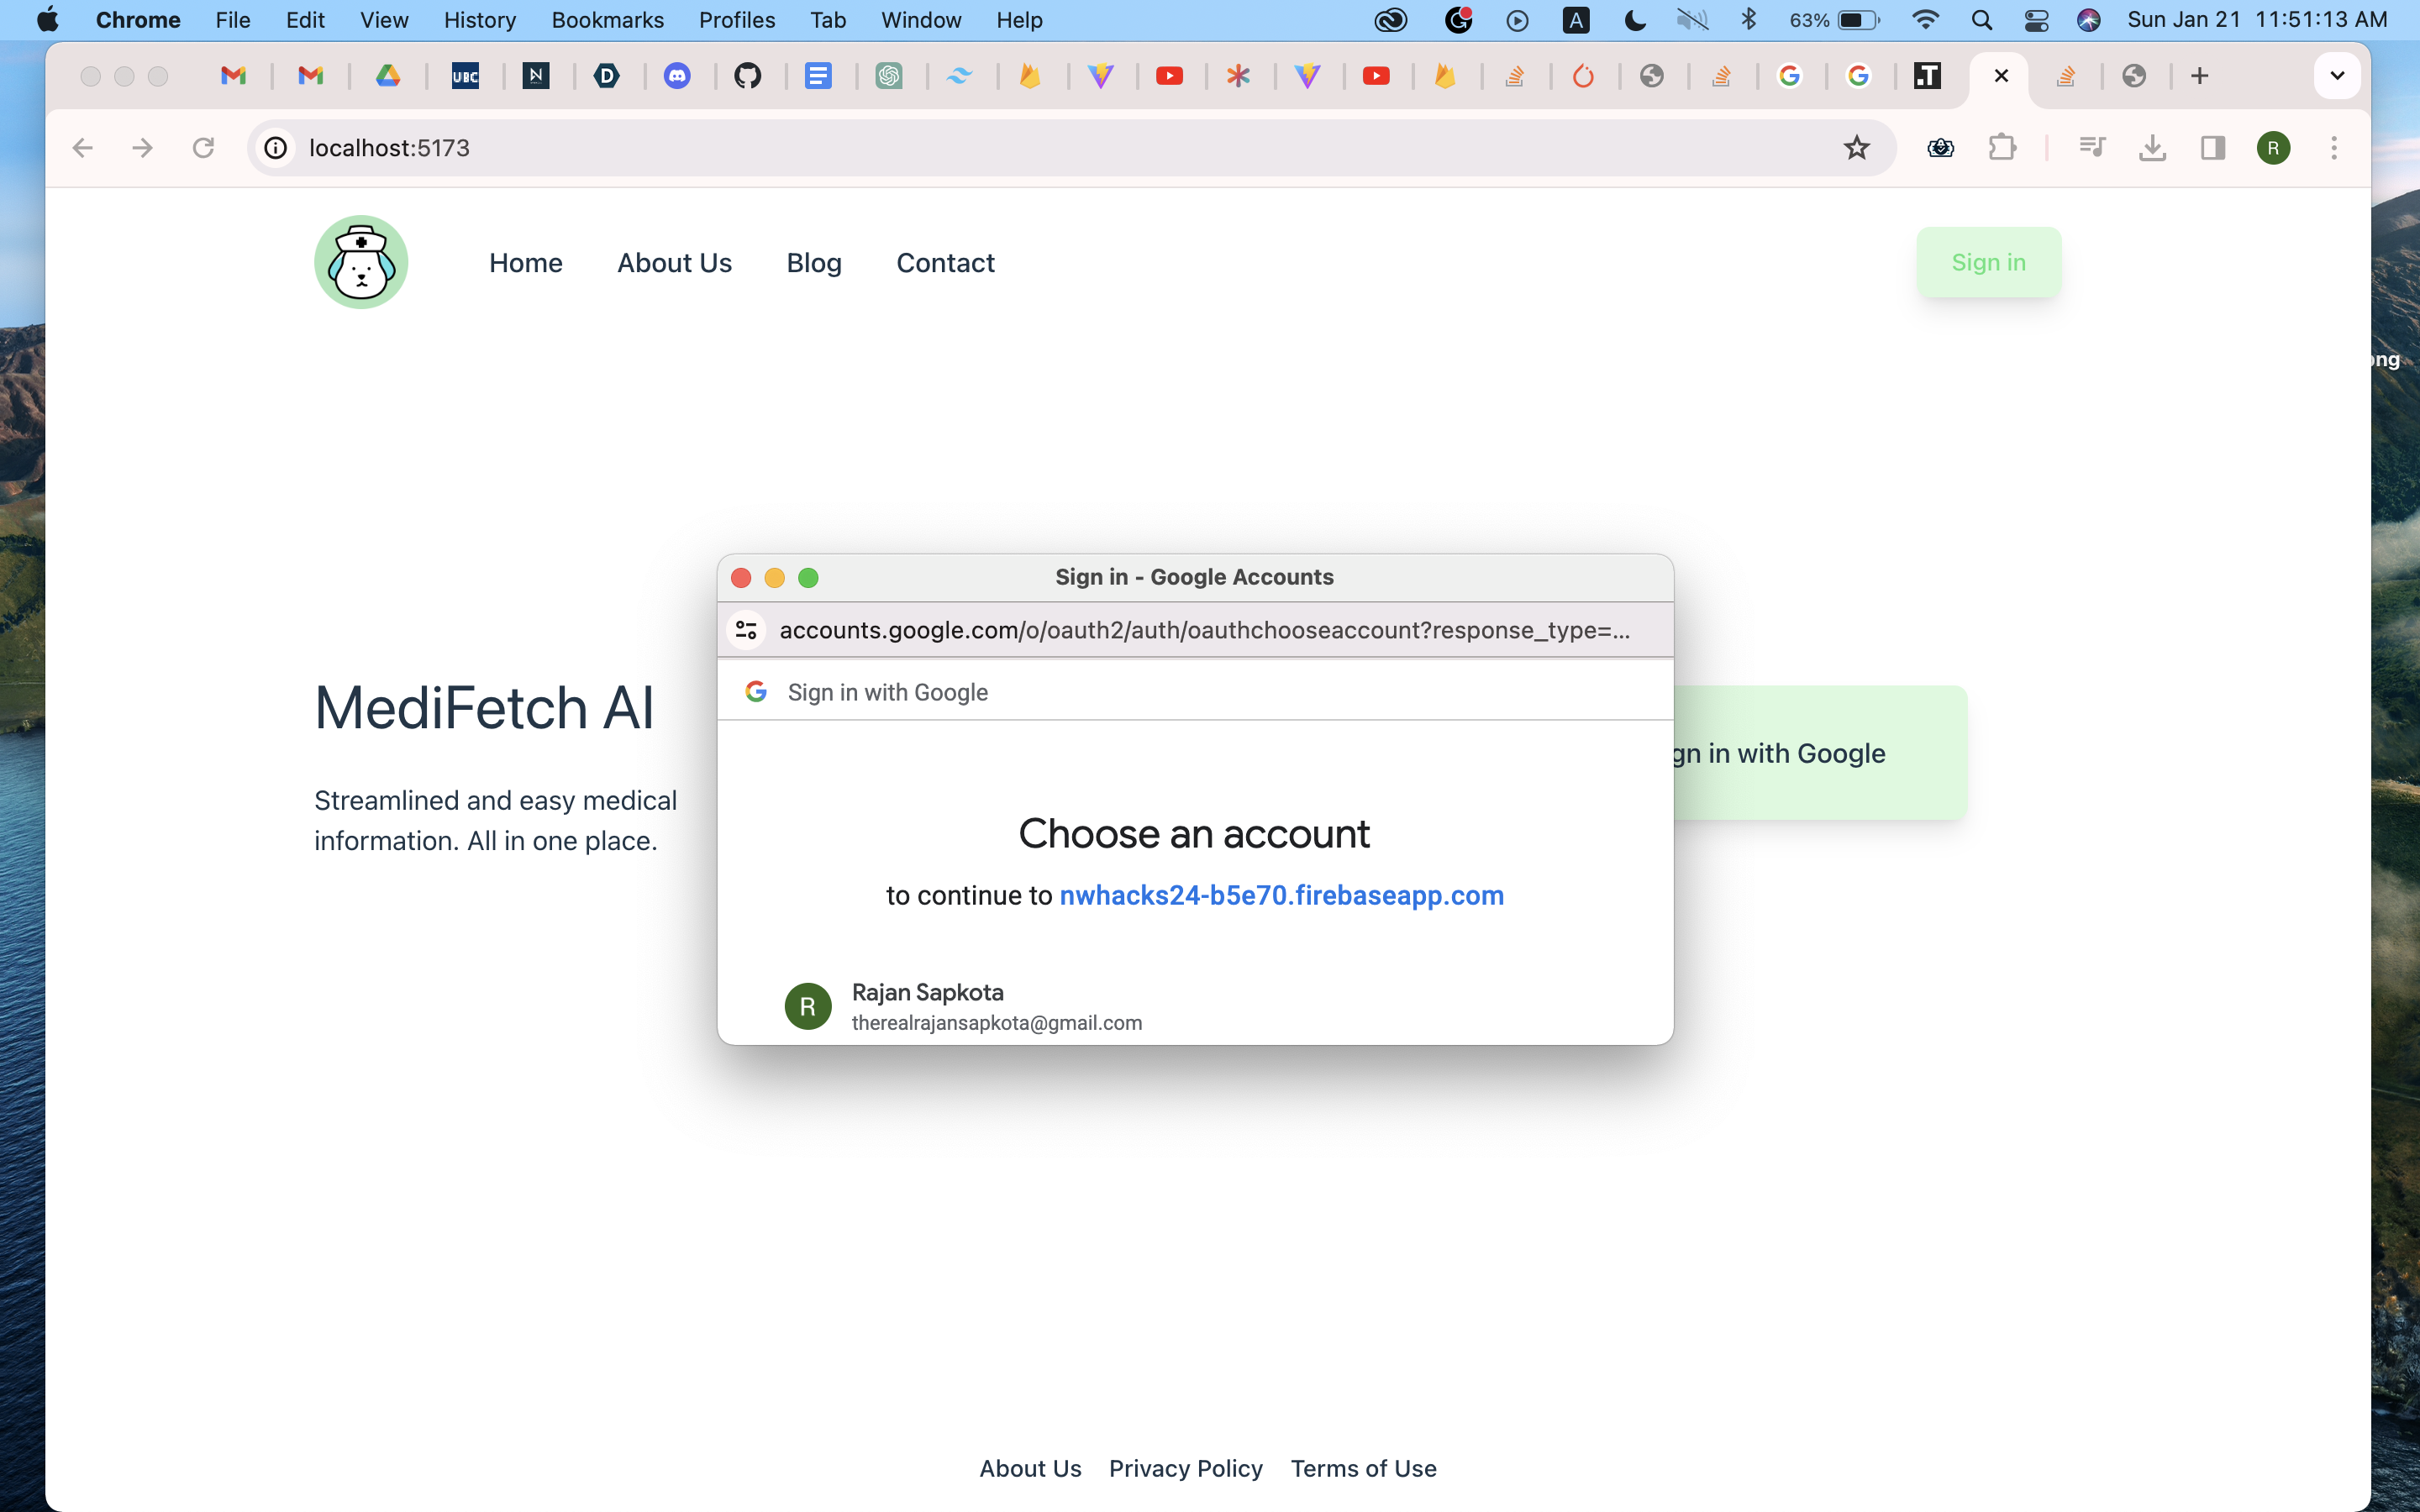 Chrome File Edit View History Bookmarks Profiles Tab Window Help
A 63% Sun Jan 21 11:51:13 AM
UBC N D .T
localhost:5173
R
Home About Us Blog Contact
Sign in
ong
Sign in - Google Accounts
accounts.google.com/o/oauth2/auth/oauthchooseaccount?response_type=...
Sign in with Google
MediFetch AI
gn in with Google
Streamlined and easy medical
information. All in one place.
Choose an account
to continue to nwhacks24-b5e70.firebaseapp.com
R
Rajan Sapkota
therealrajansapkota@gmail.com
About Us Privacy Policy Terms of Use